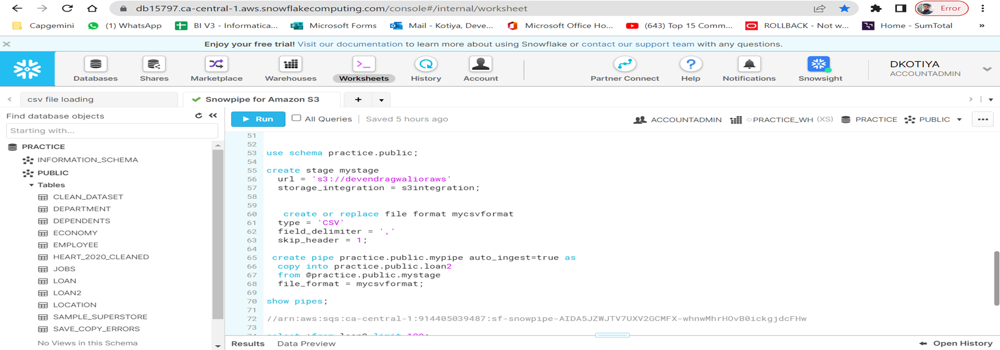 db15797.ca-central-1.aws.snowflakecomputing.com/console#/internal/worksheet
Error
Capgemini
(1) WhatsApp
BI V3 - Informatica...
Microsoft Forms
Mail - Kotiya, Deve...
Microsoft Office Ho...
(643) Top 15 Comm...
ROLLBACK - Not w...
Home - SumTotal
»
Enjoy your free trial! Visit our documentation to learn more about using Snowflake or contact our support team with any questions.
Databases
Shares
Marketplace
Warehouses
Worksheets
History
Account
Partner Connect
Help
Notifications
Snowsight
DKOTIYA
ACCOUNTADMIN
csv file loading
Snowpipe for Amazon S3
Find database objects
Starting with...
PRACTICE
INFORMATION_SCHEMA
PUBLIC
Tables
CLEAN_DATASET
DEPARTMENT
DEPENDENTS
ECONOMY
EMPLOYEE
HEART_2020_CLEANED
JOBS
LOAN
LOAN2
LOCATION
SAMPLE_SUPERSTORE
SAVE_COPY_ERRORS
No Views in this Schema
Run
All Queries
Saved 5 hours ago
ACCOUNTADMIN
PRACTICE_WH (XS)
PRACTICE
PUBLIC
51
52
53 use schema practice.public;
54
55 create stage mystage
56 url = 's3://devendragwalioraws'
57 storage_integration = s3integration;
58
59
60 create or replace file format mycsvformat
61 type = 'CSV'
62 field_delimiter = ','
63 skip_header = 1;
64
65 create pipe practice.public.mypipe auto_ingest=true as
66 copy into practice.public.loan2
67 from @practice.public.mystage
68 file_format = mycsvformat;
69
70 show pipes;
71
72 //arn:aws:sqs:ca-central-1:914405039487:sf-snowpipe-AIDA5JZWJTV7UXV2GCMFX-whnwMhrHOvB0ickgjdcFHw
73
Results
Data Preview
Open History